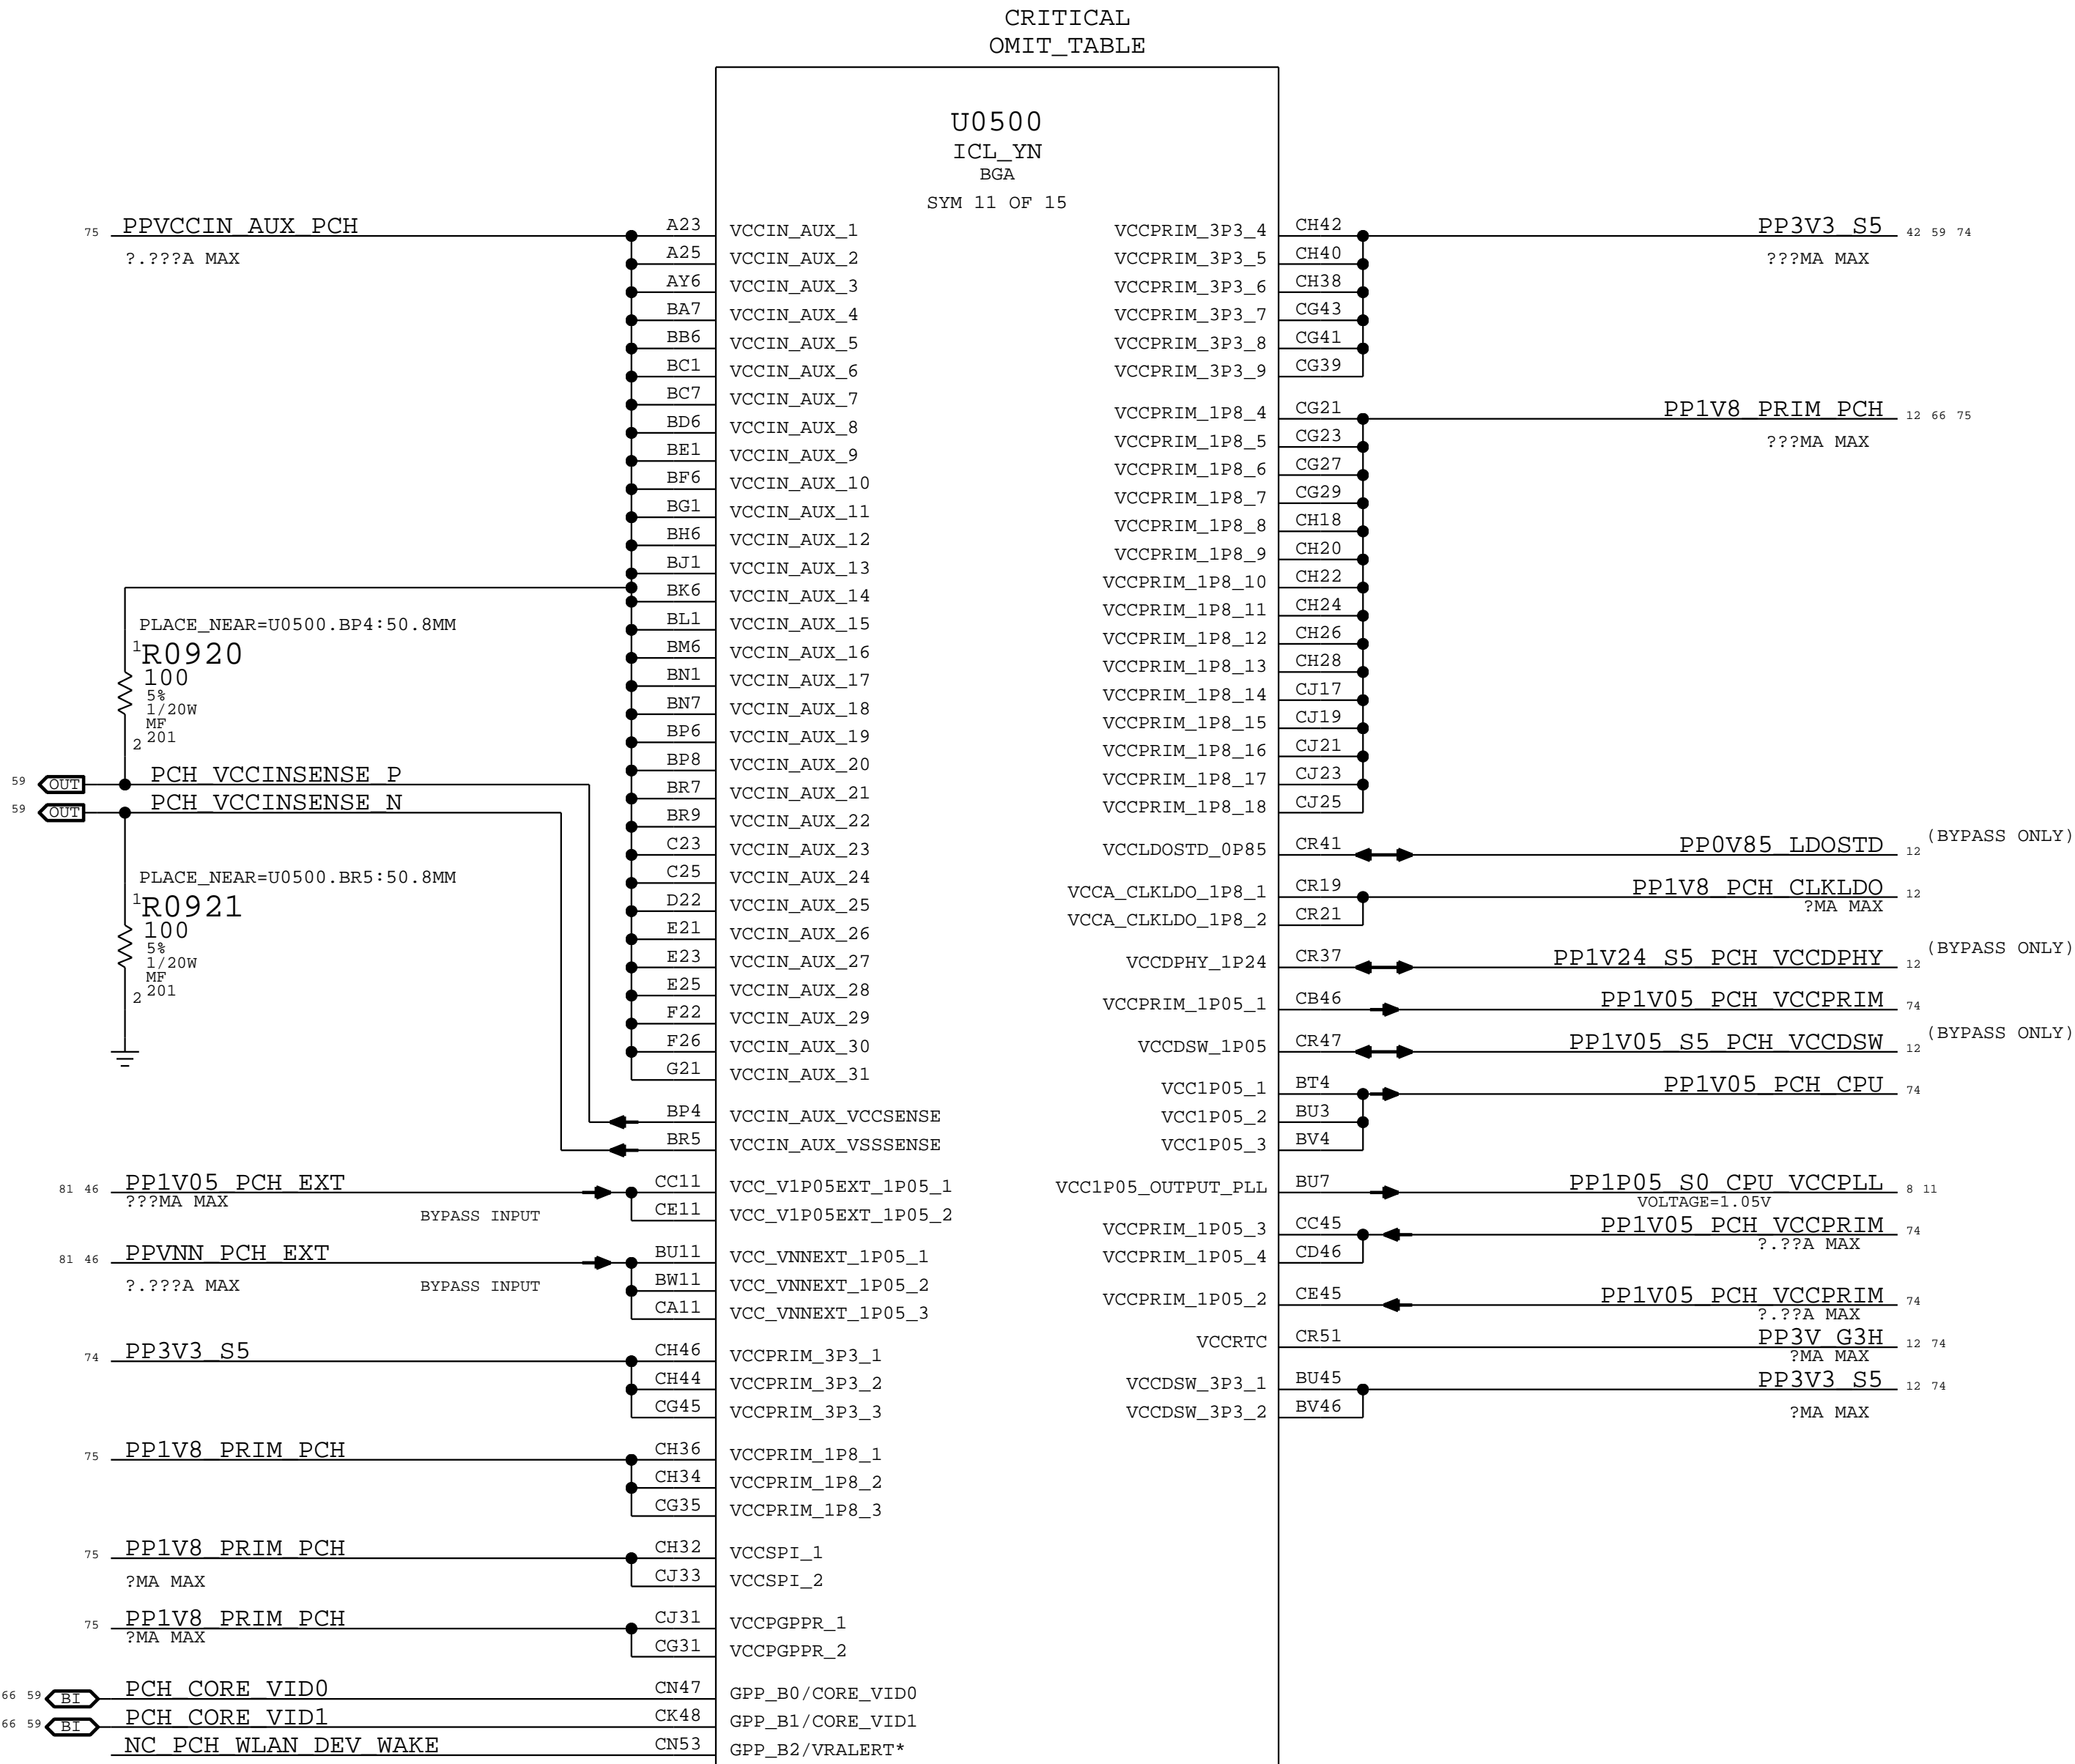 CRITICAL
OMIT_TABLE
U0500
ICL_YN
BGA
SYM 11 OF 15
75 PPVCCIN_AUX_PCH
?.???A MAX
A23 VCCIN_AUX_1
A25 VCCIN_AUX_2
AY6 VCCIN_AUX_3
BA7 VCCIN_AUX_4
BB6 VCCIN_AUX_5
BC1 VCCIN_AUX_6
BC7 VCCIN_AUX_7
BD6 VCCIN_AUX_8
BE1 VCCIN_AUX_9
BF6 VCCIN_AUX_10
BG1 VCCIN_AUX_11
BH6 VCCIN_AUX_12
BJ1 VCCIN_AUX_13
BK6 VCCIN_AUX_14
BL1 VCCIN_AUX_15
BM6 VCCIN_AUX_16
BN1 VCCIN_AUX_17
BN7 VCCIN_AUX_18
BP6 VCCIN_AUX_19
BP8 VCCIN_AUX_20
BR7 VCCIN_AUX_21
BR9 VCCIN_AUX_22
C23 VCCIN_AUX_23
C25 VCCIN_AUX_24
D22 VCCIN_AUX_25
E21 VCCIN_AUX_26
E23 VCCIN_AUX_27
E25 VCCIN_AUX_28
F22 VCCIN_AUX_29
F26 VCCIN_AUX_30
G21 VCCIN_AUX_31
PLACE_NEAR=U0500.BP4:50.8MM
1 R0920
100
5%
1/20W
MF
2 201
59 OUT PCH_VCCINSENSE_P
59 OUT PCH_VCCINSENSE_N
PLACE_NEAR=U0500.BR5:50.8MM
1 R0921
100
5%
1/20W
MF
2 201
BP4 VCCIN_AUX_VCCSENSE
BR5 VCCIN_AUX_VSSSENSE
81 46 PP1V05_PCH_EXT
???MA MAX
BYPASS INPUT
CC11 VCC_V1P05EXT_1P05_1
CE11 VCC_V1P05EXT_1P05_2
81 46 PPVNN_PCH_EXT
?.???A MAX
BYPASS INPUT
BU11 VCC_VNNEXT_1P05_1
BW11 VCC_VNNEXT_1P05_2
CA11 VCC_VNNEXT_1P05_3
74 PP3V3_S5
CH46 VCCPRIM_3P3_1
CH44 VCCPRIM_3P3_2
CG45 VCCPRIM_3P3_3
75 PP1V8_PRIM_PCH
CH36 VCCPRIM_1P8_1
CH34 VCCPRIM_1P8_2
CG35 VCCPRIM_1P8_3
75 PP1V8_PRIM_PCH
?MA MAX
CH32 VCCSPI_1
CJ33 VCCSPI_2
75 PP1V8_PRIM_PCH
?MA MAX
CJ31 VCCPGPPR_1
CG31 VCCPGPPR_2
66 59 BI PCH_CORE_VID0 CN47 GPP_B0/CORE_VID0
66 59 BI PCH_CORE_VID1 CK48 GPP_B1/CORE_VID1
NC_PCH_WLAN_DEV_WAKE CN53 GPP_B2/VRALERT*
VCCPRIM_3P3_4 CH42 PP3V3_S5 42 59 74
???MA MAX
VCCPRIM_3P3_5 CH40
VCCPRIM_3P3_6 CH38
VCCPRIM_3P3_7 CG43
VCCPRIM_3P3_8 CG41
VCCPRIM_3P3_9 CG39
VCCPRIM_1P8_4 CG21 PP1V8_PRIM_PCH 12 66 75
???MA MAX
VCCPRIM_1P8_5 CG23
VCCPRIM_1P8_6 CG27
VCCPRIM_1P8_7 CG29
VCCPRIM_1P8_8 CH18
VCCPRIM_1P8_9 CH20
VCCPRIM_1P8_10 CH22
VCCPRIM_1P8_11 CH24
VCCPRIM_1P8_12 CH26
VCCPRIM_1P8_13 CH28
VCCPRIM_1P8_14 CJ17
VCCPRIM_1P8_15 CJ19
VCCPRIM_1P8_16 CJ21
VCCPRIM_1P8_17 CJ23
VCCPRIM_1P8_18 CJ25
VCCLDOSTD_0P85 CR41 PP0V85_LDOSTD 12 (BYPASS ONLY)
VCCA_CLKLDO_1P8_1 CR19 PP1V8_PCH_CLKLDO 12
?MA MAX
VCCA_CLKLDO_1P8_2 CR21
VCCDPHY_1P24 CR37 PP1V24_S5_PCH_VCCDPHY 12 (BYPASS ONLY)
VCCPRIM_1P05_1 CB46 PP1V05_PCH_VCCPRIM 74
VCCDSW_1P05 CR47 PP1V05_S5_PCH_VCCDSW 12 (BYPASS ONLY)
VCC1P05_1 BT4 PP1V05_PCH_CPU 74
VCC1P05_2 BU3
VCC1P05_3 BV4
VCC1P05_OUTPUT_PLL BU7 PP1P05_S0_CPU_VCCPLL 8 11
VOLTAGE=1.05V
VCCPRIM_1P05_3 CC45 PP1V05_PCH_VCCPRIM 74
?.??A MAX
VCCPRIM_1P05_4 CD46
VCCPRIM_1P05_2 CE45 PP1V05_PCH_VCCPRIM 74
?.??A MAX
VCCRTC CR51 PP3V_G3H 12 74
?MA MAX
VCCDSW_3P3_1 BU45 PP3V3_S5 12 74
VCCDSW_3P3_2 BV46
?MA MAX